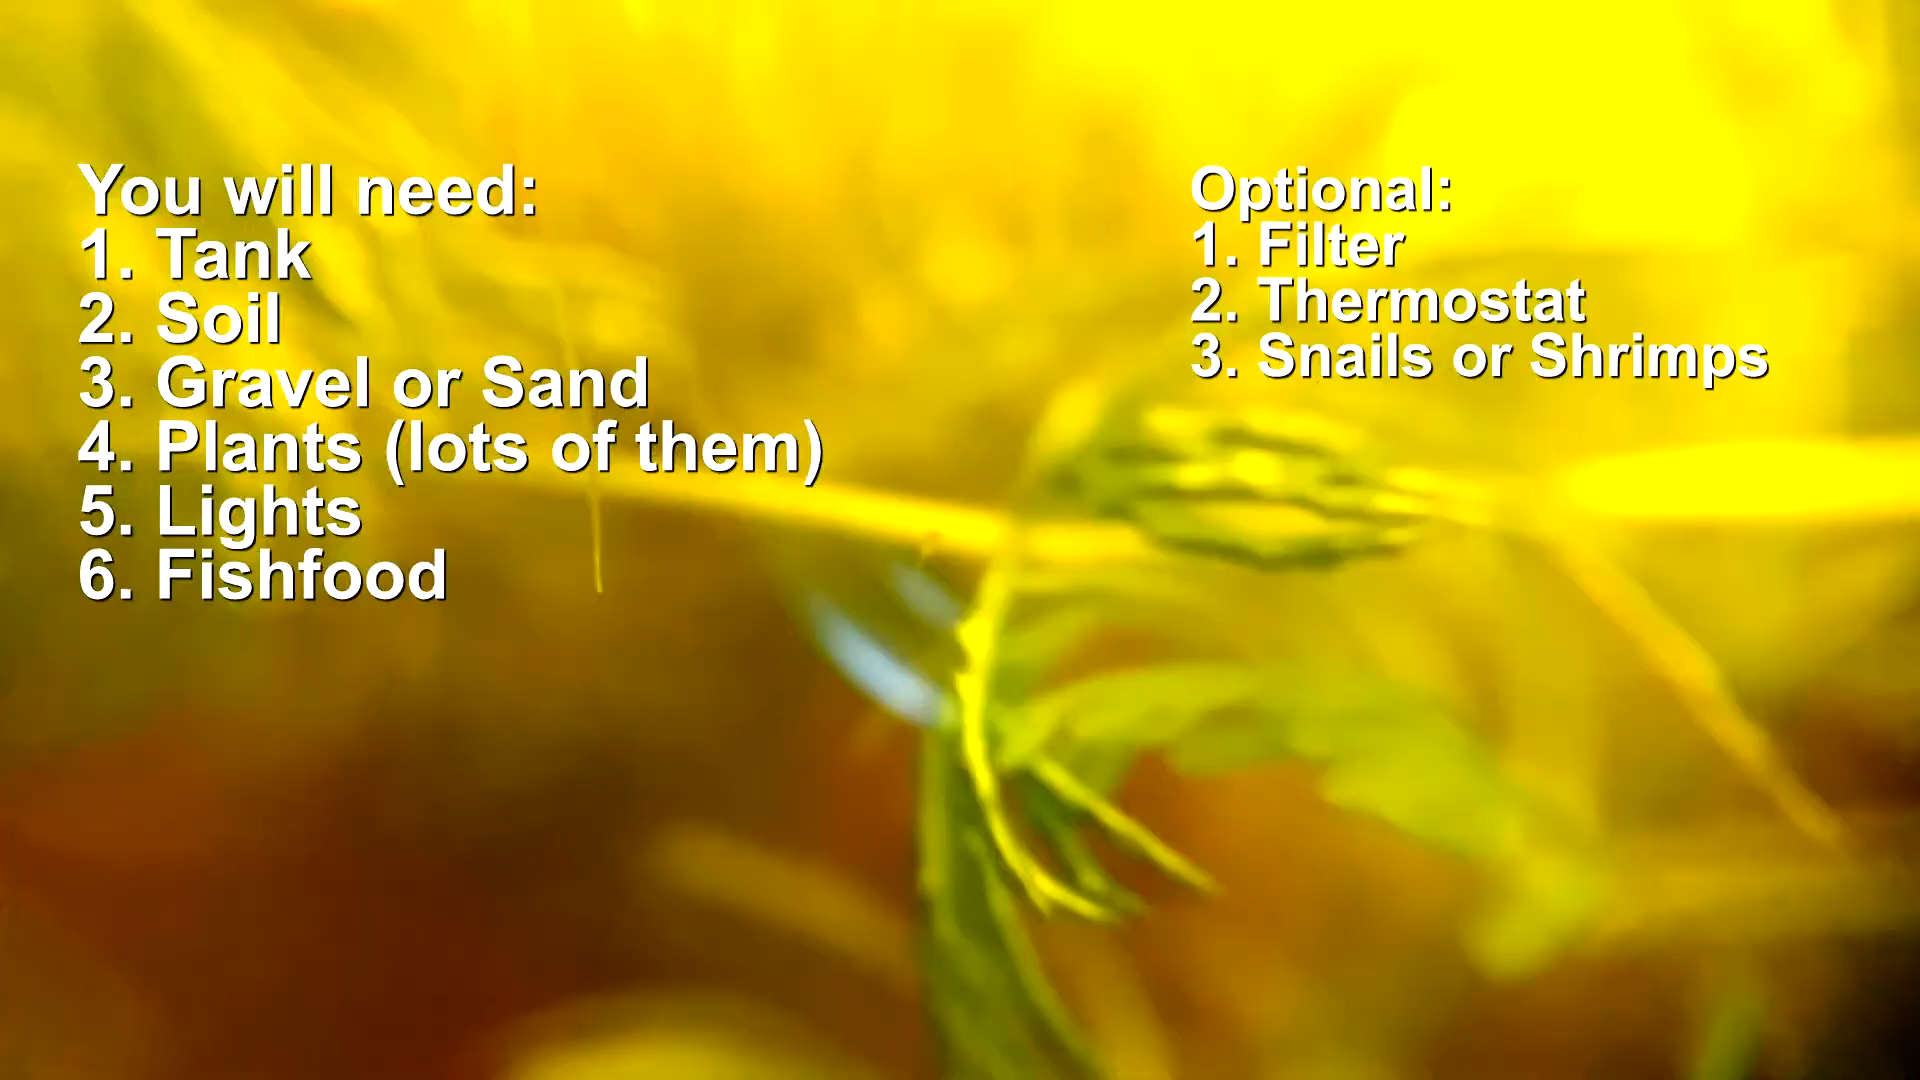 You will need:
1. Tank
2. Soil
3. Gravel or Sand
4. Plants (lots of them)
5. Lights
6. Fishfood
Optional:
1. Filter
2. Thermostat
3. Snails or Shrimps